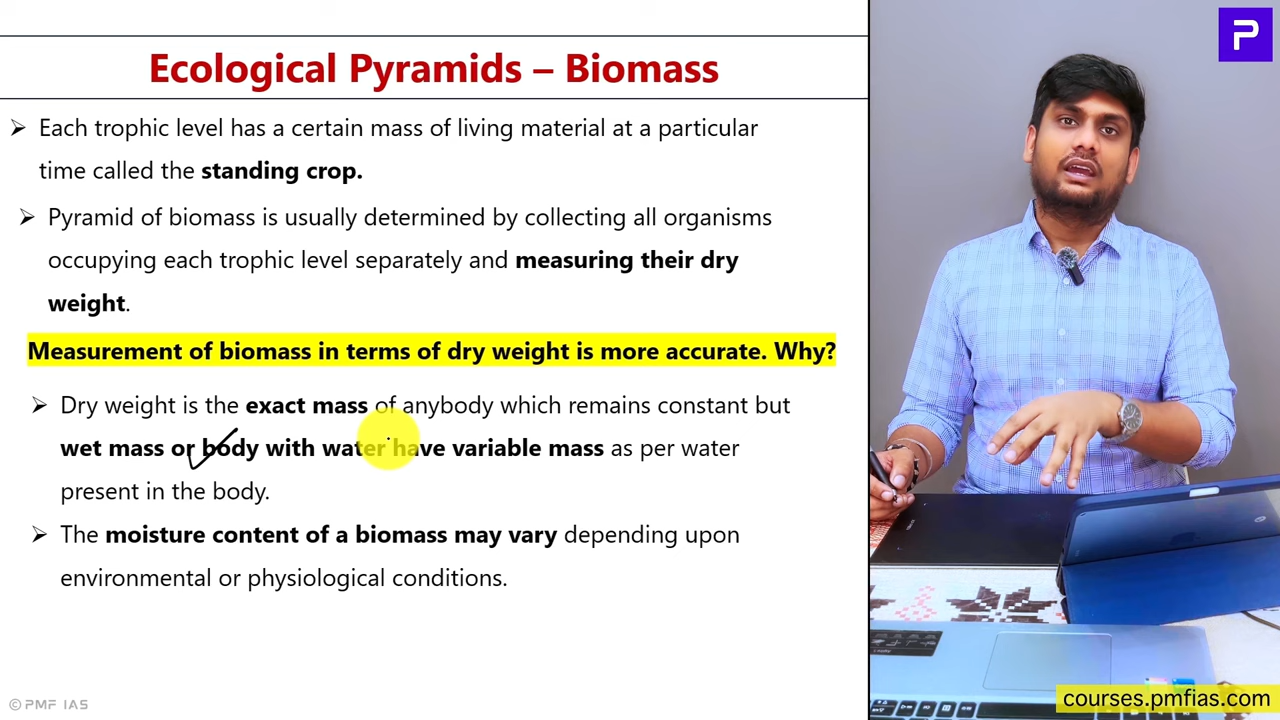 P
Ecological Pyramids – Biomass
➢ Each trophic level has a certain mass of living material at a particular
time called the standing crop.
➢ Pyramid of biomass is usually determined by collecting all organisms
occupying each trophic level separately and measuring their dry
weight.
Measurement of biomass in terms of dry weight is more accurate. Why?
➢ Dry weight is the exact mass of anybody which remains constant but
wet mass or body with water have variable mass as per water
present in the body.
➢ The moisture content of a biomass may vary depending upon
environmental or physiological conditions.
© PMF IAS
courses.pmfias.com